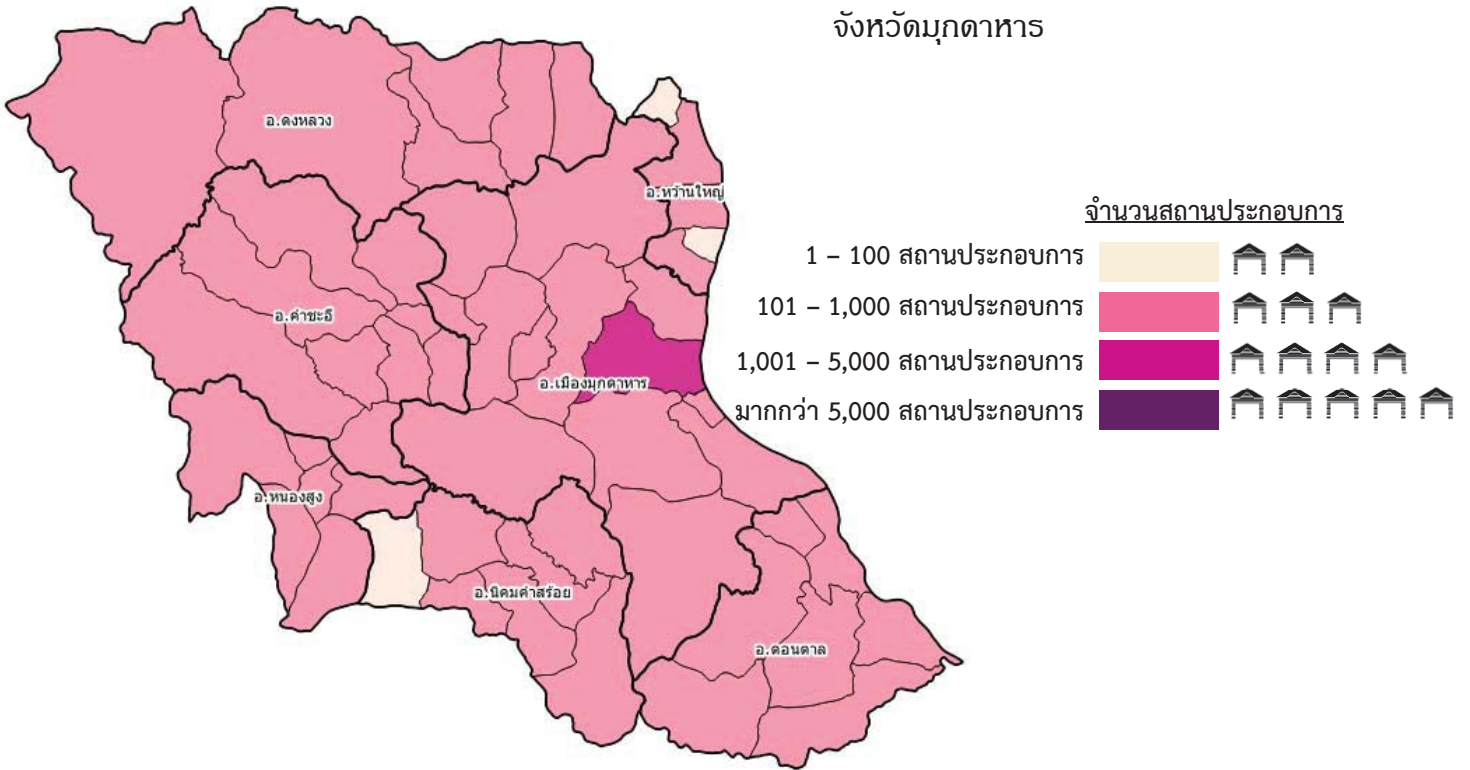 จังหวัดมุกดาหาร
อ.ดงหลวง
อ.หว้านใหญ่
จำนวนสถานประกอบการ
1 – 100 สถานประกอบการ
101 – 1,000 สถานประกอบการ
อ.คำชะอี
1,001 – 5,000 สถานประกอบการ
อ.เมืองมุกดาหาร
มากกว่า 5,000 สถานประกอบการ
อ.หนองสูง
อ.นิคมคำสร้อย
อ.ดอนตาล